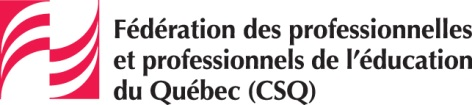 Fédération des professionnelles
et professionnels de l'éducation
du Québec (CSQ)